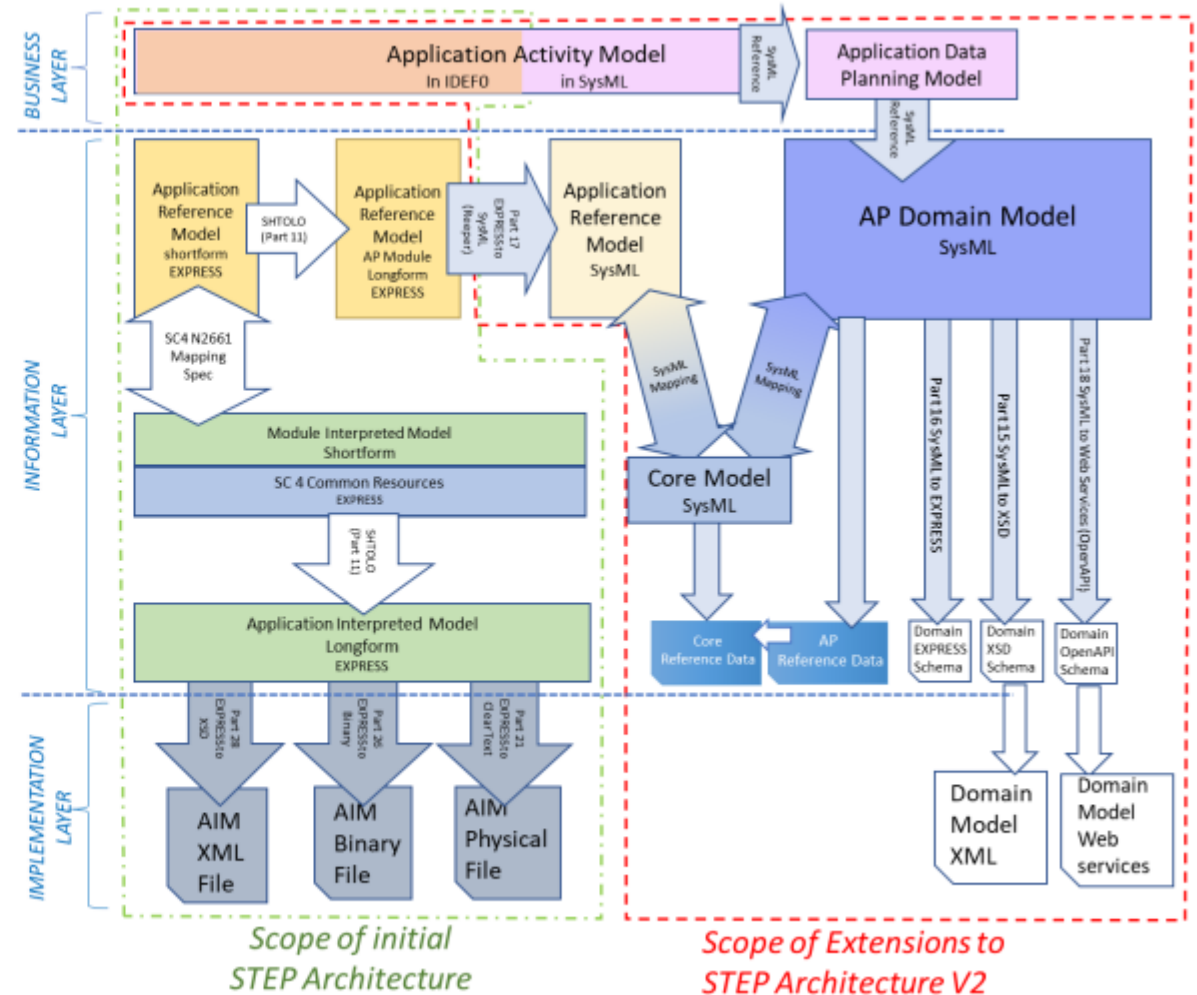 BUSINESS
LAYER
Application Activity Model
In IDEF0
in SysML
SysML
Reference
Application Data
Planning Model
SysML
Reference
INFORMATION
LAYER
Application
Reference
Model
shortform
EXPRESS
SHTOLO
(Part 11)
Application
Reference
Model
AP Module
Longform
EXPRESS
Part 17
EXPRESS to
SysML
(Reeper)
Application
Reference
Model
SysML
AP Domain Model
SysML
SC4 N2661
Mapping
Spec
SysML
Mapping
SysML
Mapping
Part 16 SysML to EXPRESS
Part 15 SysML to XSD
Part 18 SysML to Web Services (OpenAPI)
Module Interpreted Model
Shortform
SC 4 Common Resources
EXPRESS
Core Model
SysML
SHTOLO
(Part 11)
Application Interpreted Model
Longform
EXPRESS
Core
Reference Data
AP
Reference Data
Domain
EXPRESS
Schema
Domain
XSD
Schema
Domain
OpenAPI
Schema
IMPLEMENTATION
LAYER
Part 28
EXPRESS to
XSD
Part 26
EXPRESS to
Binary
Part 21
EXPRESS to
Clear Text
AIM
XML
File
AIM
Binary
File
AIM
Physical
File
Domain
Model
XML
Domain
Model
Web
services
Scope of initial
STEP Architecture
Scope of Extensions to
STEP Architecture V2